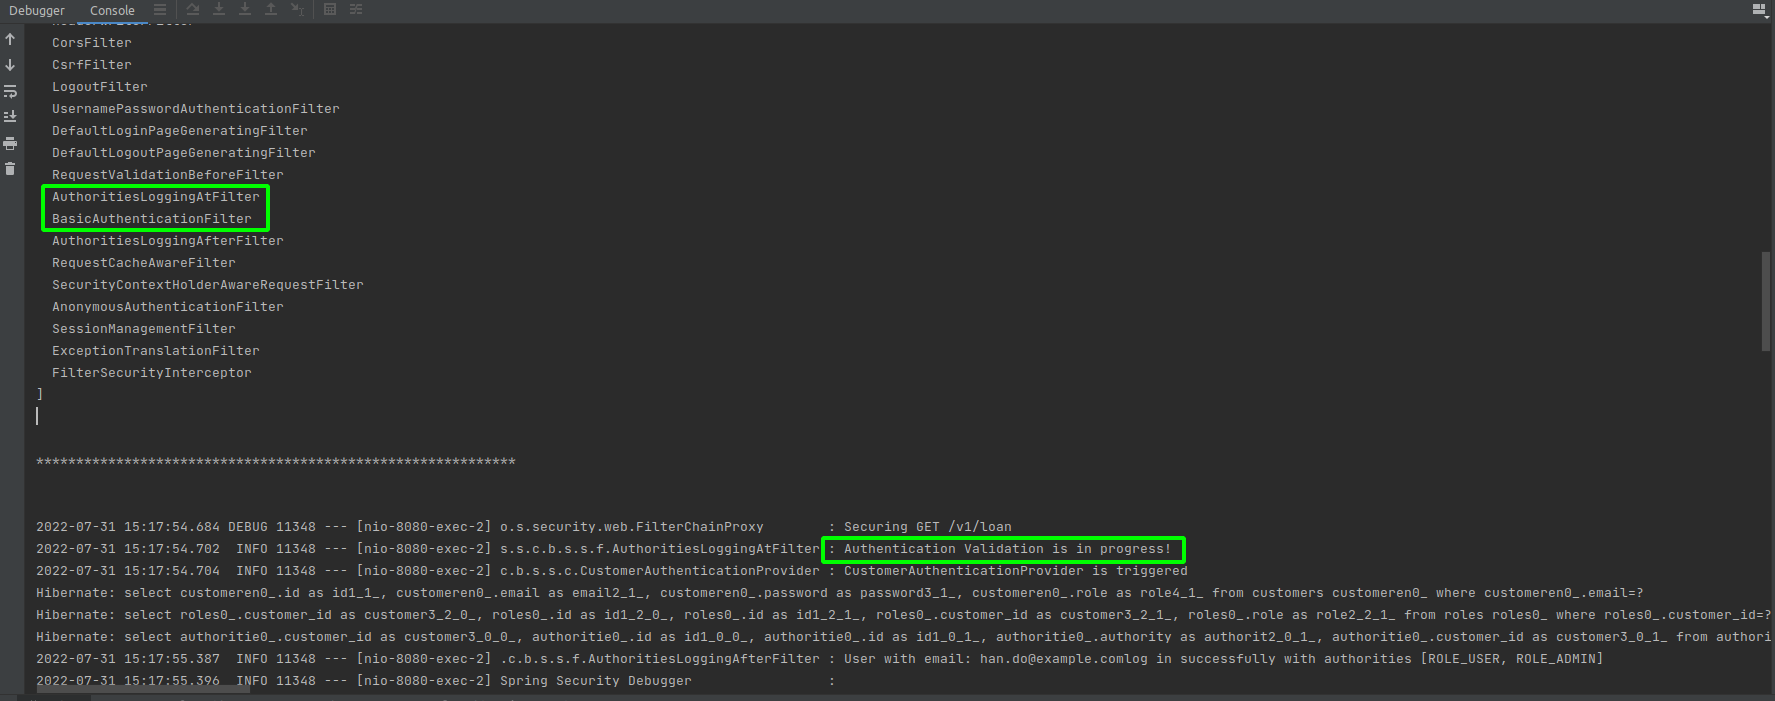 Debugger Console
CorsFilter
CsrfFilter
LogoutFilter
UsernamePasswordAuthenticationFilter
DefaultLoginPageGeneratingFilter
DefaultLogoutPageGeneratingFilter
RequestValidationBeforeFilter
AuthoritiesLoggingAtFilter
BasicAuthenticationFilter
AuthoritiesLoggingAfterFilter
RequestCacheAwareFilter
SecurityContextHolderAwareRequestFilter
AnonymousAuthenticationFilter
SessionManagementFilter
ExceptionTranslationFilter
FilterSecurityInterceptor
]
************************************************************
2022-07-31 15:17:54.684 DEBUG 11348 --- [nio-8080-exec-2] o.s.security.web.FilterChainProxy : Securing GET /v1/loan
2022-07-31 15:17:54.702 INFO 11348 --- [nio-8080-exec-2] s.s.c.b.s.s.f.AuthoritiesLoggingAtFilter : Authentication Validation is in progress!
2022-07-31 15:17:54.704 INFO 11348 --- [nio-8080-exec-2] c.b.s.s.c.CustomerAuthenticationProvider : CustomerAuthenticationProvider is triggered
Hibernate: select customeren0_.id as id1_1_, customeren0_.email as email2_1_, customeren0_.password as password3_1_, customeren0_.role as role4_1_ from customers customeren0_ where customeren0_.email=?
Hibernate: select roles0_.customer_id as customer3_2_0_, roles0_.id as id1_2_0_, roles0_.id as id1_2_1_, roles0_.customer_id as customer3_2_1_, roles0_.role as role2_2_1_ from roles roles0_ where roles0_.customer_id=?
Hibernate: select authoritie0_.customer_id as customer3_0_0_, authoritie0_.id as id1_0_0_, authoritie0_.id as id1_0_1_, authoritie0_.authority as authorit2_0_1_, authoritie0_.customer_id as customer3_0_1_ from authori
2022-07-31 15:17:55.387 INFO 11348 --- [nio-8080-exec-2] .c.b.s.s.f.AuthoritiesLoggingAfterFilter : User with email: han.do@example.comlog in successfully with authorities [ROLE_USER, ROLE_ADMIN]
2022-07-31 15:17:55.396 INFO 11348 --- [nio-8080-exec-2] Spring Security Debugger :